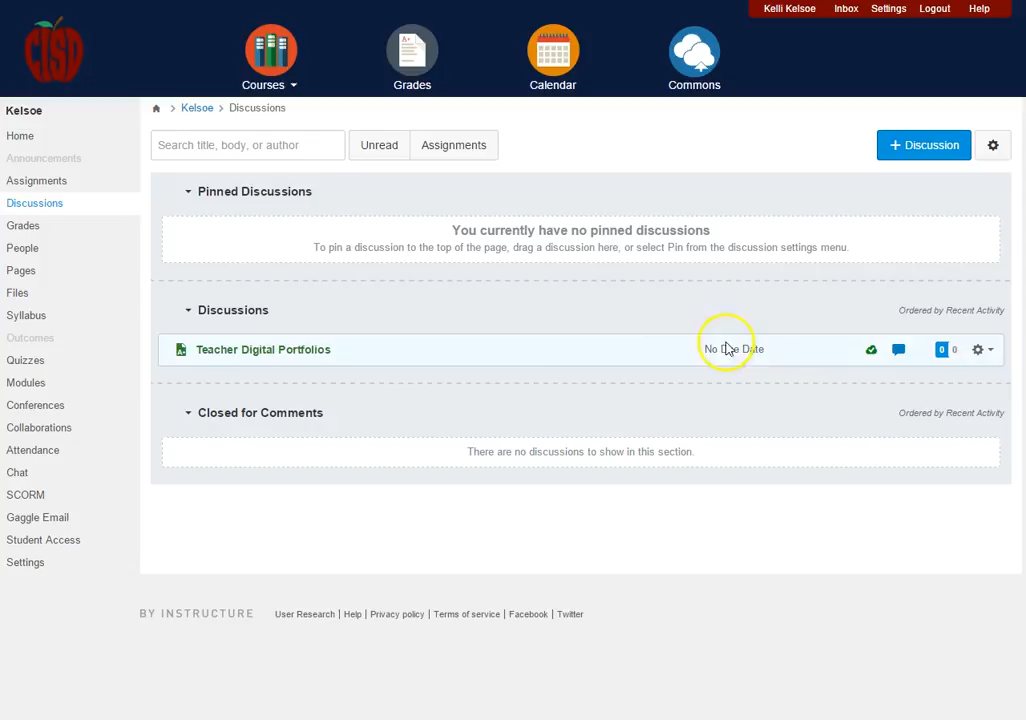 Kelli Kelsoe Inbox Settings Logout Help
CISD
Courses Grades Calendar Commons
Kelsoe
Home
Announcements
Assignments
Discussions
Grades
People
Pages
Files
Syllabus
Outcomes
Quizzes
Modules
Conferences
Collaborations
Attendance
Chat
SCORM
Gaggle Email
Student Access
Settings
Kelsoe > Discussions
Search title, body, or author Unread Assignments + Discussion
Pinned Discussions
You currently have no pinned discussions
To pin a discussion to the top of the page, drag a discussion here, or select Pin from the discussion settings menu.
Discussions Ordered by Recent Activity
Teacher Digital Portfolios No Due Date 0 0
Closed for Comments Ordered by Recent Activity
There are no discussions to show in this section.
BY INSTRUCTURE User Research | Help | Privacy policy | Terms of service | Facebook | Twitter